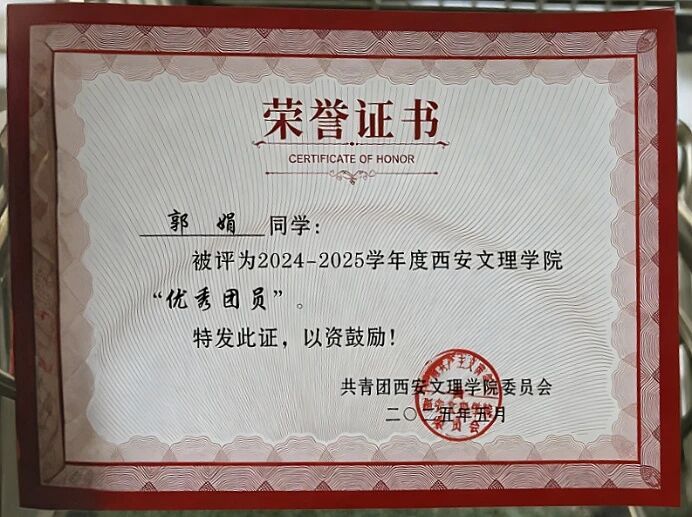 荣誉证书
CERTIFICATE OF HONOR
郭 娟 同学：
被评为2024-2025学年度西安文理学院
“优秀团员”。
特发此证，以资鼓励！
共青团西安文理学院委员会
二〇二五年五月